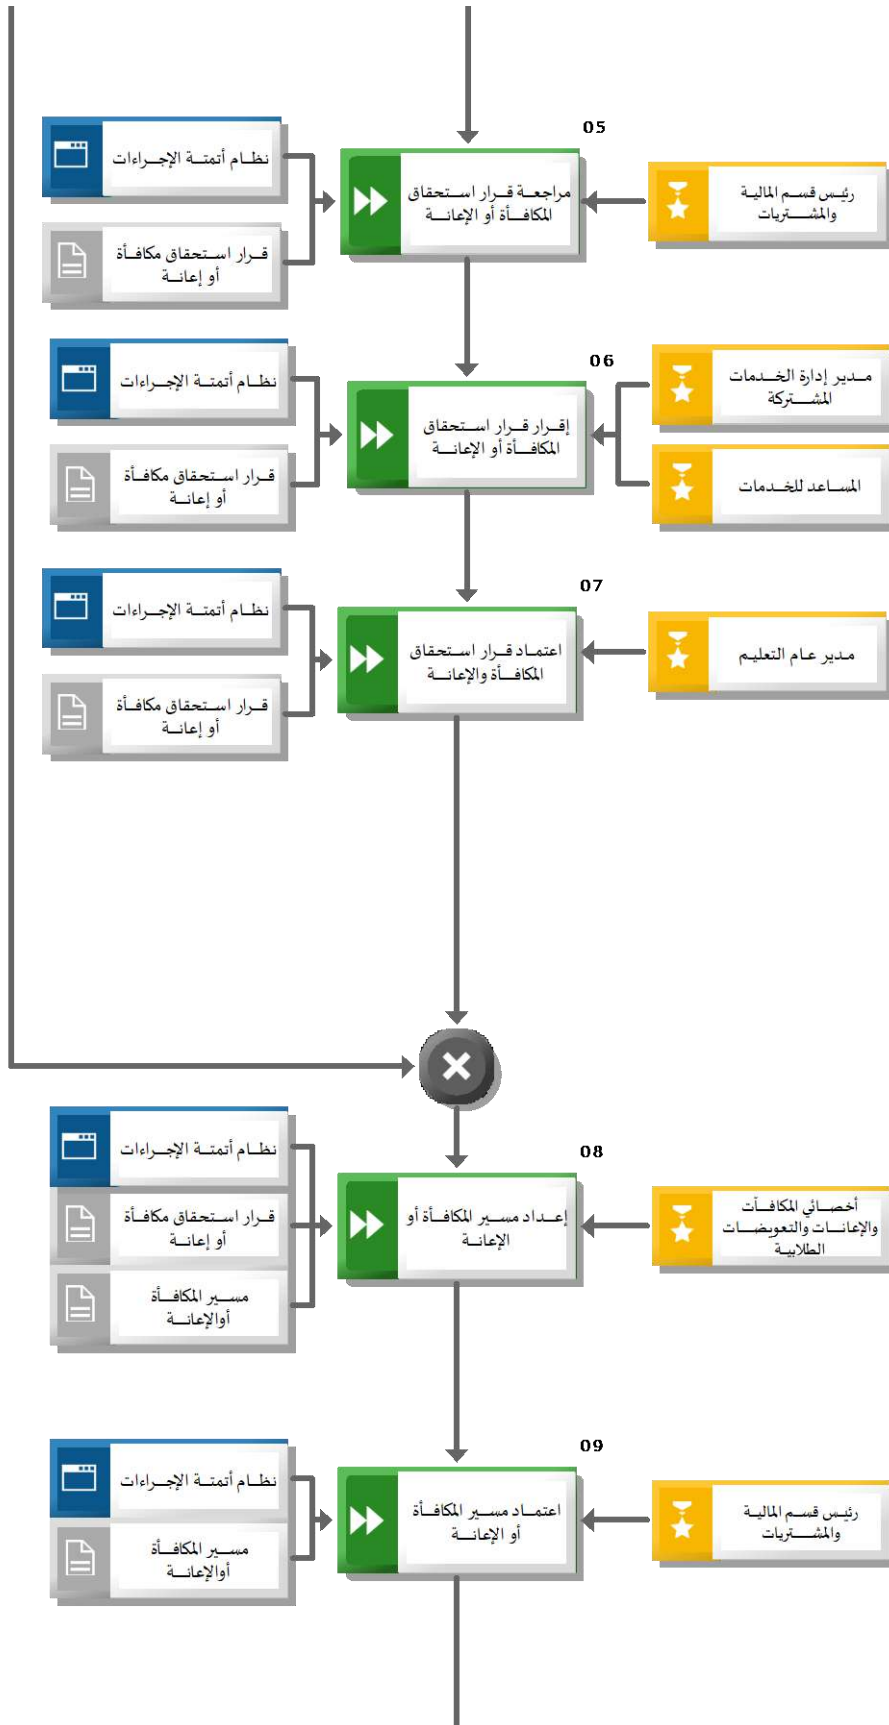 05
رئيس قسم المالية
والمشتريات
مراجعة قرار استحقاق
المكافأة أو الإعانة
نظام أتمتة الإجراءات
قرار استحقاق مكافأة
أو إعانة
06
مدير إدارة الخدمات
المشتركة
المساعد للخدمات
إقرار قرار استحقاق
المكافأة أو الإعانة
نظام أتمتة الإجراءات
قرار استحقاق مكافأة
أو إعانة
07
مدير عام التعليم
اعتماد قرار استحقاق
المكافأة والإعانة
نظام أتمتة الإجراءات
قرار استحقاق مكافأة
أو إعانة
08
أخصائي المكافآت
والإعانات والتعويضات
الطلابية
إعداد مسير المكافأة أو
الإعانة
نظام أتمتة الإجراءات
قرار استحقاق مكافأة
أو إعانة
مسير المكافأة
أوالإعانة
09
رئيس قسم المالية
والمشتريات
اعتماد مسير المكافأة
أو الإعانة
نظام أتمتة الإجراءات
مسير المكافأة
أوالإعانة